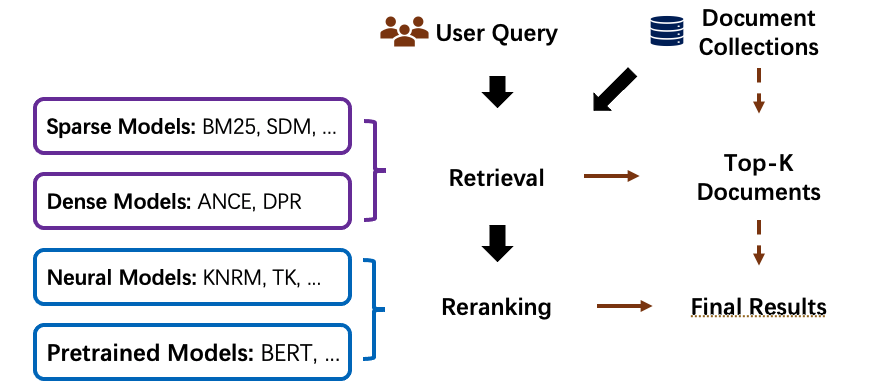 User Query
Document
Collections
Sparse Models: BM25, SDM, ...
Dense Models: ANCE, DPR
Retrieval
Top-K
Documents
Neural Models: KNRM, TK, ...
Pretrained Models: BERT, ...
Reranking
Final Results